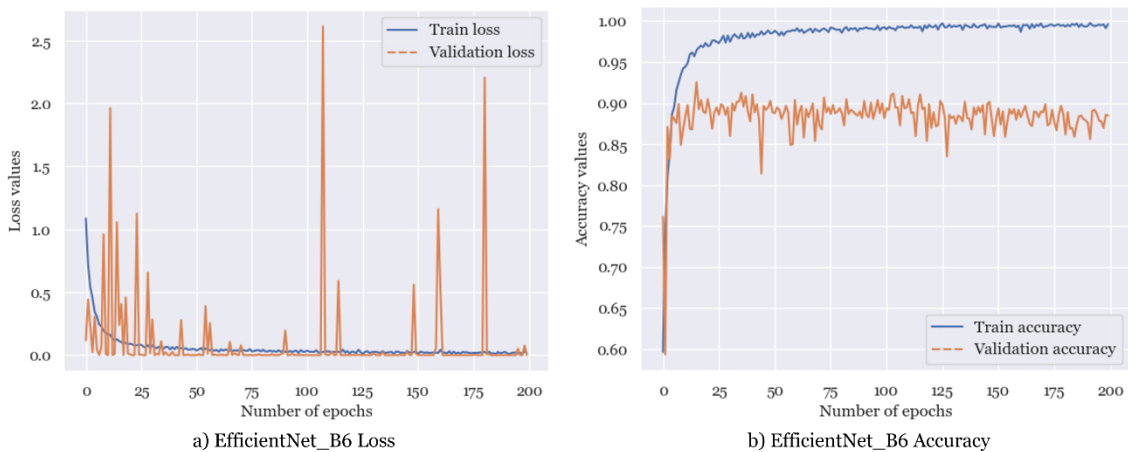 2.5
2.0
1.5
1.0
0.5
0.0
Loss values
Train loss
Validation loss
0 25 50 75 100 125 150 175 200
Number of epochs
a) EfficientNet_B6 Loss
1.00
0.95
0.90
0.85
0.80
0.75
0.70
0.65
0.60
Accuracy values
Train accuracy
Validation accuracy
0 25 50 75 100 125 150 175 200
Number of epochs
b) EfficientNet_B6 Accuracy